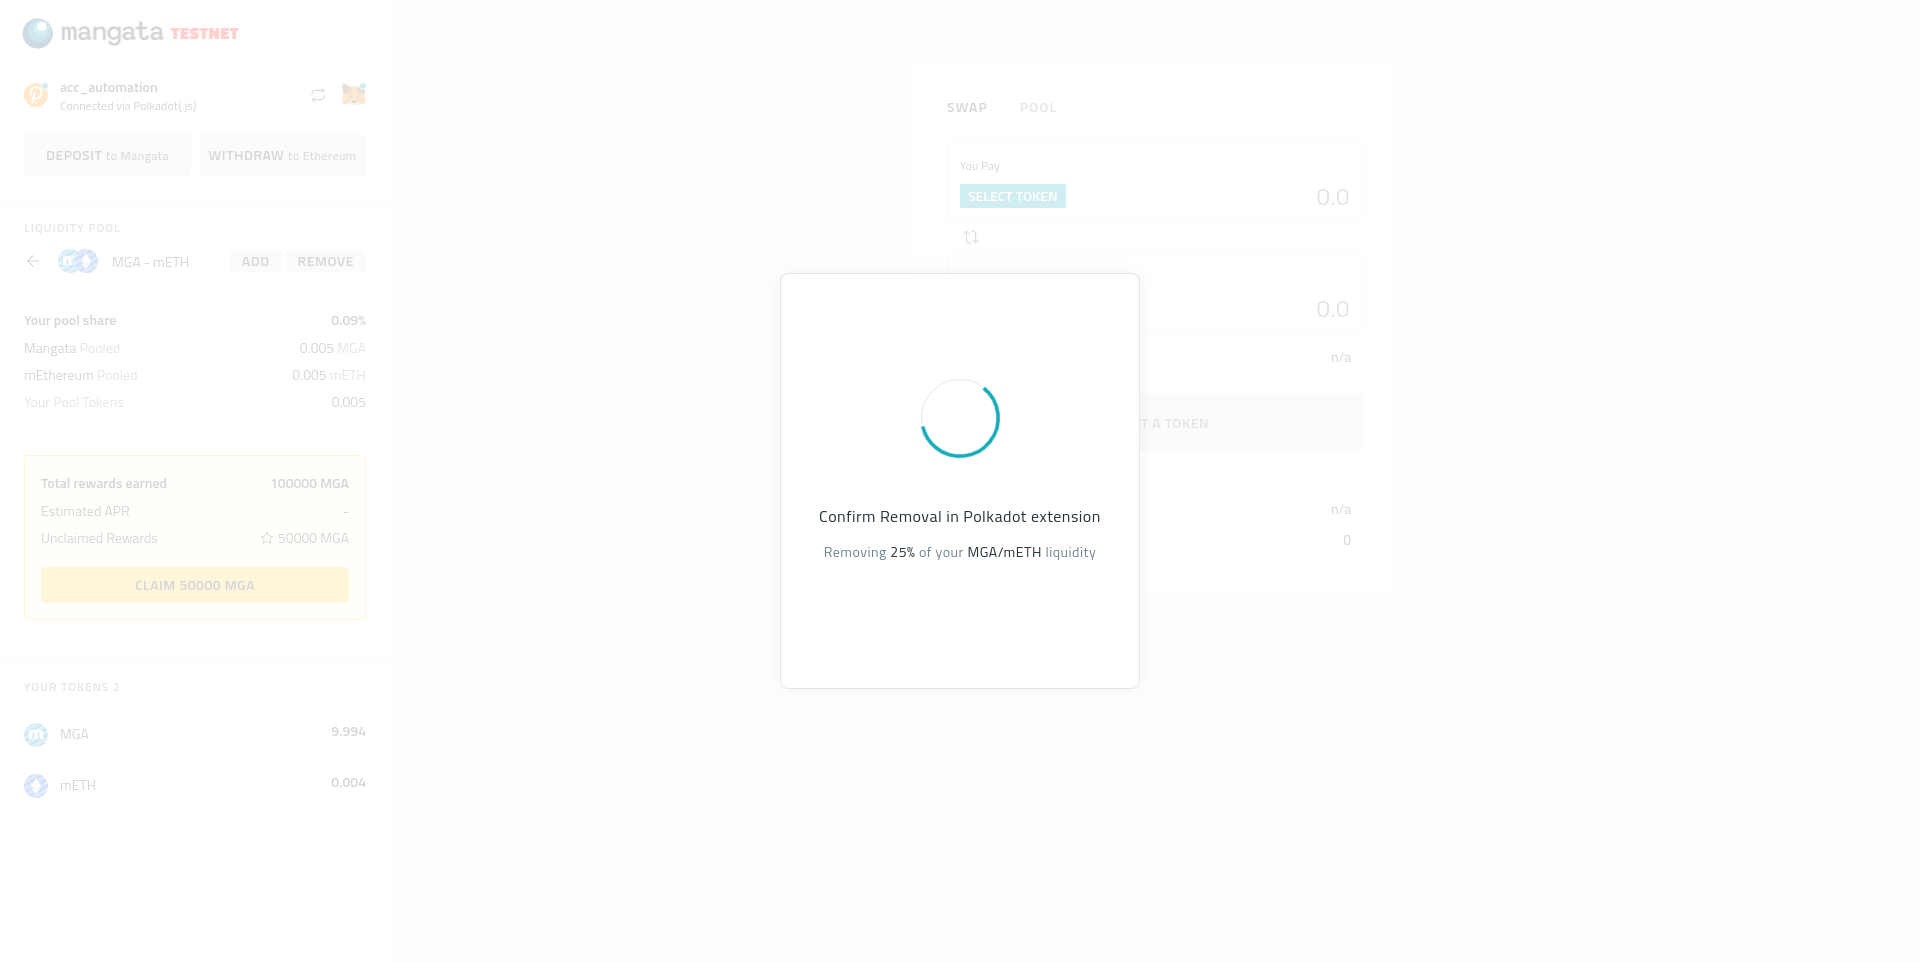 mangata TESTNET
acc_automation
Connected via Polkadot{.js}
DEPOSIT to Mangata
WITHDRAW to Ethereum
LIQUIDITY POOL
MGA - mETH
ADD
REMOVE
Your pool share 0.09%
Mangata Pooled 0.005 MGA
mEthereum Pooled 0.005 mETH
Your Pool Tokens 0.005
Total rewards earned 100000 MGA
Estimated APR -
Unclaimed Rewards 50000 MGA
CLAIM 50000 MGA
YOUR TOKENS 2
MGA 9.994
mETH 0.004
SWAP POOL
You Pay
SELECT TOKEN 0.0
0.0
n/a
T A TOKEN
n/a
0
Confirm Removal in Polkadot extension
Removing 25% of your MGA/mETH liquidity